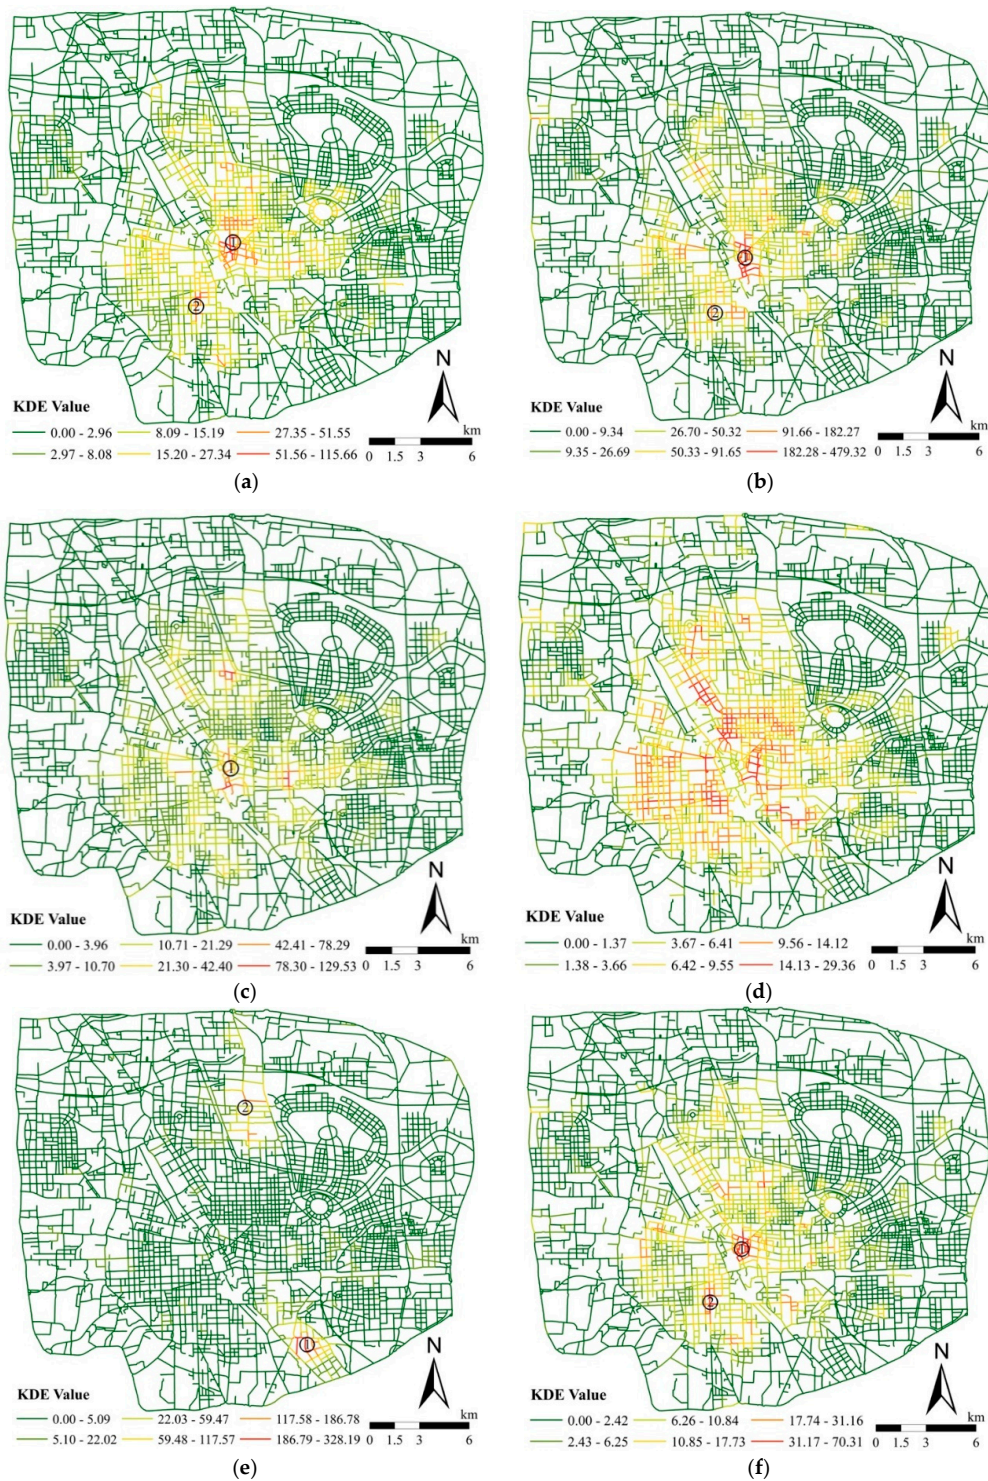 ① ②
N
KDE Value
km
0.00 - 2.96 8.09 - 15.19 27.35 - 51.55
2.97 - 8.08 15.20 - 27.34 51.56 - 115.66
0 1.5 3 6
(a)
① ②
N
KDE Value
km
0.00 - 9.34 26.70 - 50.32 91.66 - 182.27
9.35 - 26.69 50.33 - 91.65 182.28 - 479.32
0 1.5 3 6
(b)
①
N
KDE Value
km
0.00 - 3.96 10.71 - 21.29 42.41 - 78.29
3.97 - 10.70 21.30 - 42.40 78.30 - 129.53
0 1.5 3 6
(c)
N
KDE Value
km
0.00 - 1.37 3.67 - 6.41 9.56 - 14.12
1.38 - 3.66 6.42 - 9.55 14.13 - 29.36
0 1.5 3 6
(d)
② ①
N
KDE Value
km
0.00 - 5.09 22.03 - 59.47 117.58 - 186.78
5.10 - 22.02 59.48 - 117.57 186.79 - 328.19
0 1.5 3 6
(e)
① ②
N
KDE Value
km
0.00 - 2.42 6.26 - 10.84 17.74 - 31.16
2.43 - 6.25 10.85 - 17.73 31.17 - 70.31
0 1.5 3 6
(f)